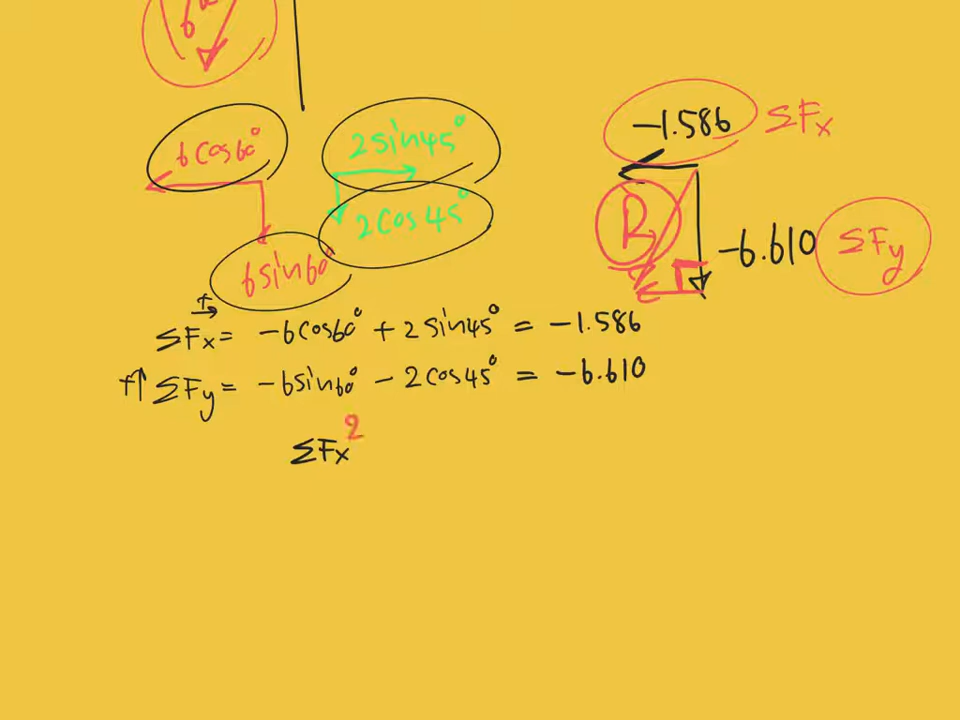 6
-1.586 ΣFx
6cos60° 2sin45°
2cos45°
R
-6.610 ΣFy
6sin60°
ΣFx = -6cos60° + 2sin45° = -1.586
+↑ ΣFy = -6sin60° - 2cos45° = -6.610
ΣFx²